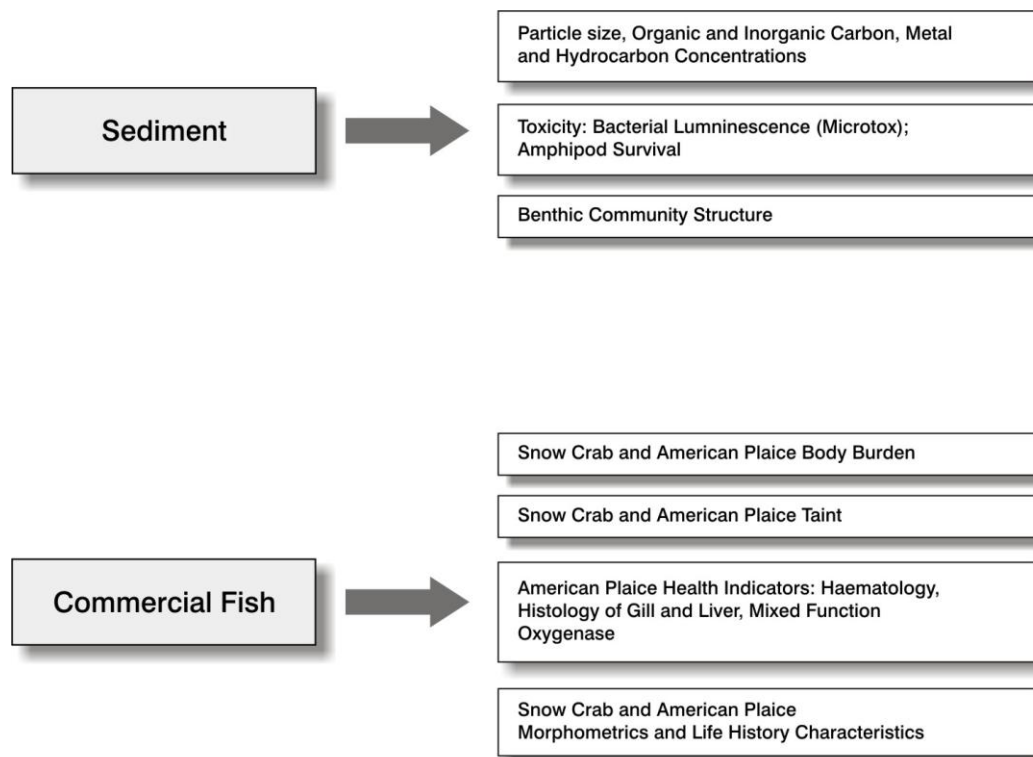 Sediment
Particle size, Organic and Inorganic Carbon, Metal
and Hydrocarbon Concentrations
Toxicity: Bacterial Lumninescence (Microtox);
Amphipod Survival
Benthic Community Structure
Commercial Fish
Snow Crab and American Plaice Body Burden
Snow Crab and American Plaice Taint
American Plaice Health Indicators: Haematology,
Histology of Gill and Liver, Mixed Function
Oxygenase
Snow Crab and American Plaice
Morphometrics and Life History Characteristics